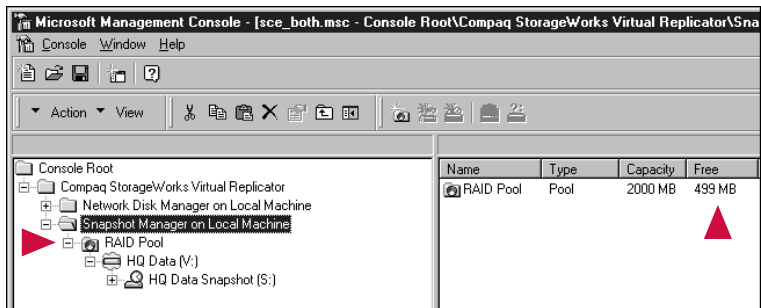 Microsoft Management Console - [sce_both.msc - Console Root\Compaq StorageWorks Virtual Replicator\Sna
Console Window Help
Action View
Console Root
Compaq StorageWorks Virtual Replicator
Network Disk Manager on Local Machine
Snapshot Manager on Local Machine
RAID Pool
HQ Data (V:)
HQ Data Snapshot (S:)
Name Type Capacity Free
RAID Pool Pool 2000 MB 499 MB